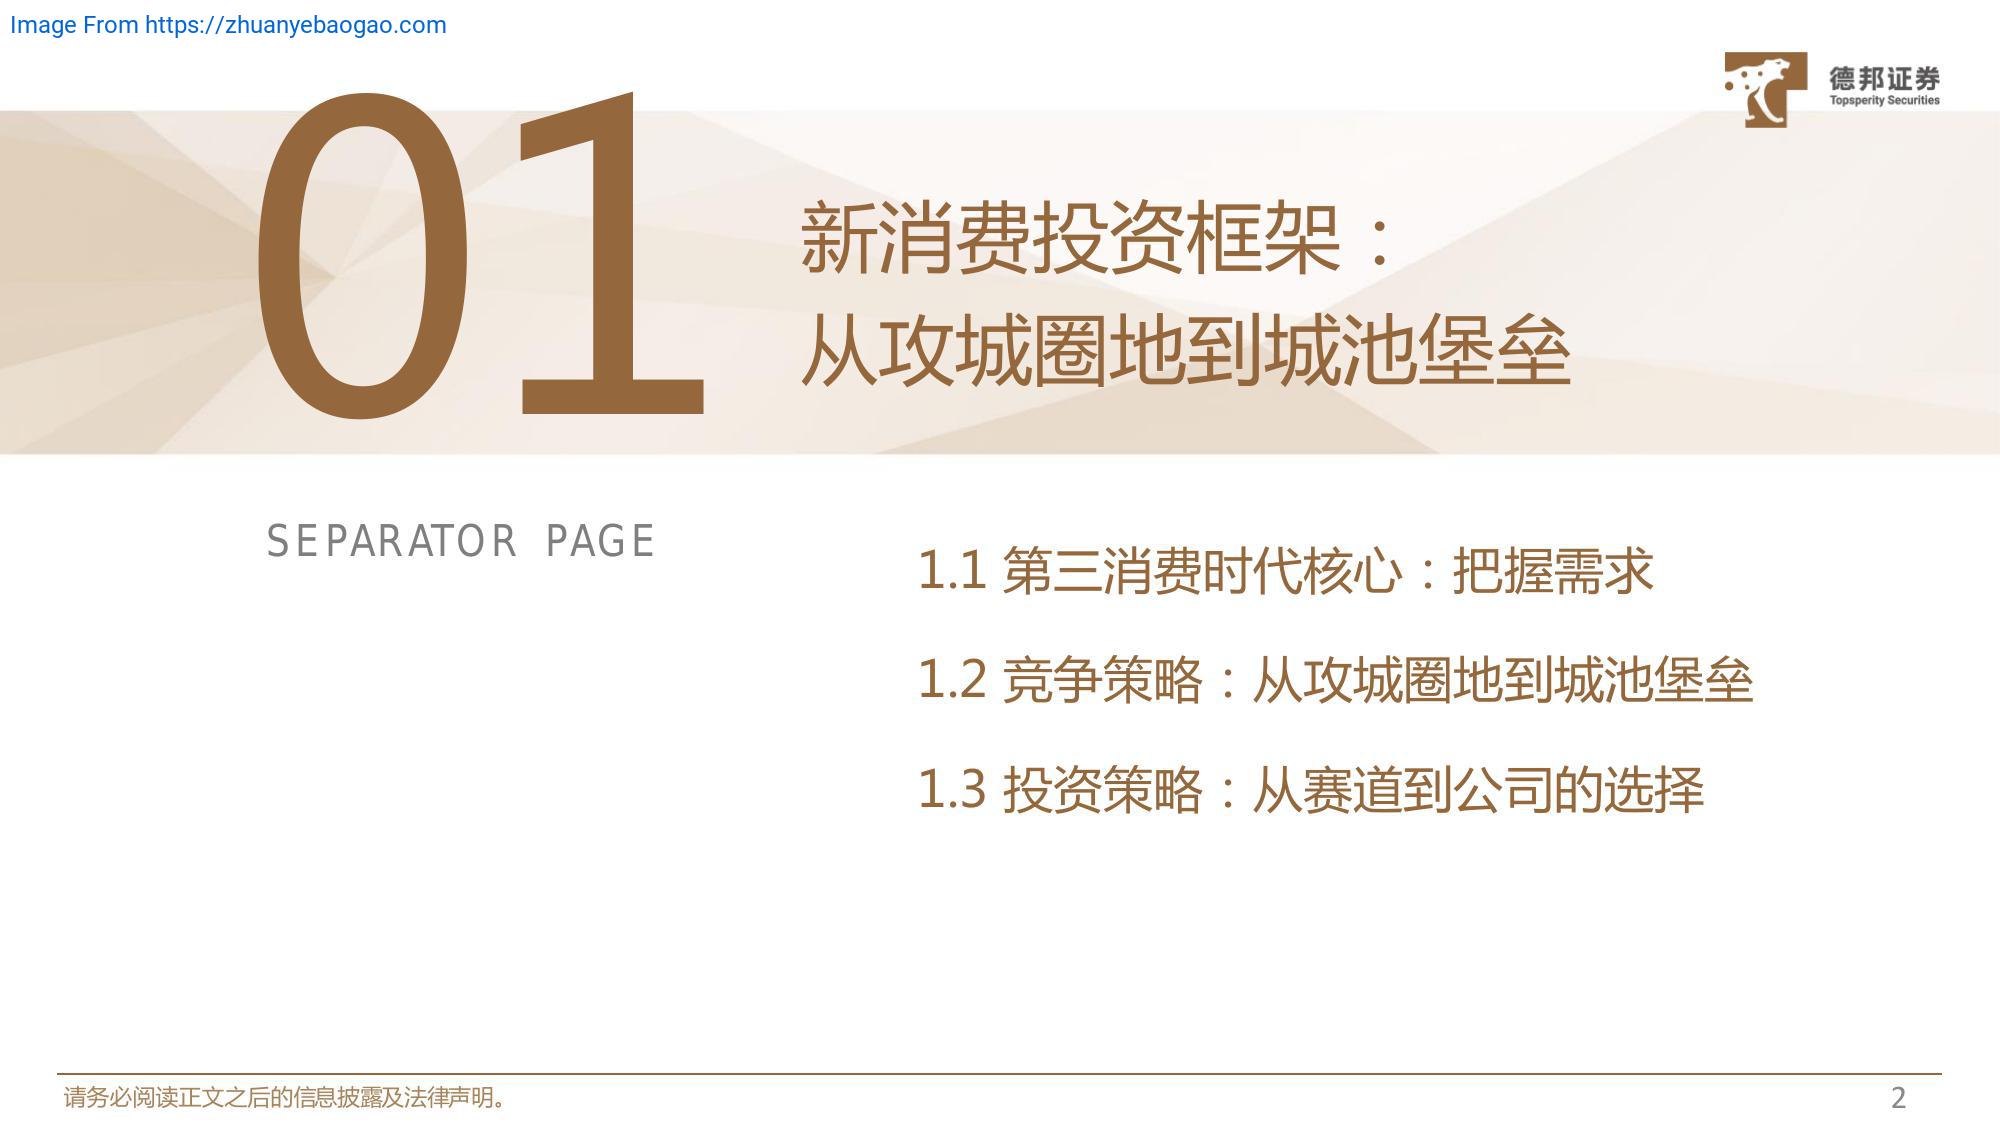 Image From https://zhuanyebaogao.com
德邦证券
Topsperity Securities
01
新消费投资框架：
从攻城圈地到城池堡垒
SEPARATOR PAGE
1.1 第三消费时代核心：把握需求
1.2 竞争策略：从攻城圈地到城池堡垒
1.3 投资策略：从赛道到公司的选择
请务必阅读正文之后的信息披露及法律声明。
2